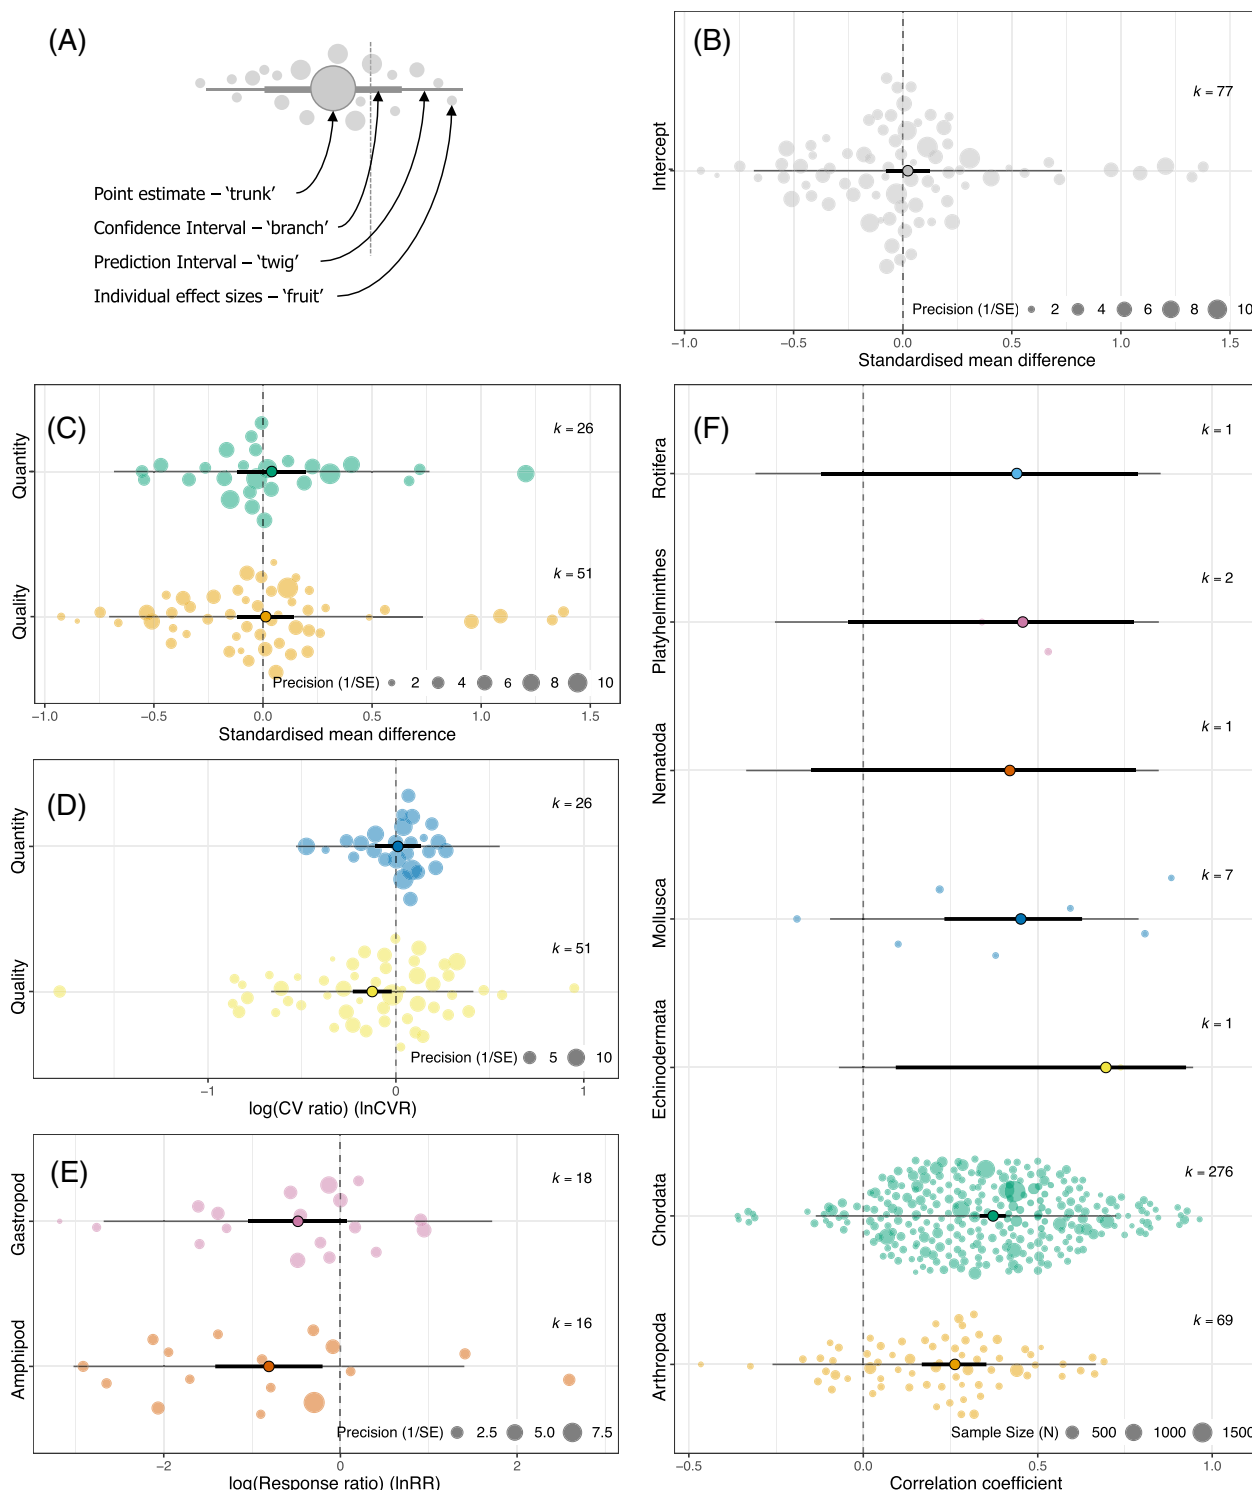 (A)
Point estimate – ‘trunk’
Confidence Interval – ‘branch’
Prediction Interval – ‘twig’
Individual effect sizes – ‘fruit’
(B)
k = 77
Intercept
Precision (1/SE) 2 4 6 8 10
−1.0 −0.5 0.0 0.5 1.0 1.5
Standardised mean difference
(C)
k = 26
Quantity
k = 51
Quality
Precision (1/SE) 2 4 6 8 10
−1.0 −0.5 0.0 0.5 1.0 1.5
Standardised mean difference
(D)
k = 26
Quantity
k = 51
Quality
Precision (1/SE) 5 10
−1 0 1
log(CV ratio) (lnCVR)
(E)
k = 18
Gastropod
k = 16
Amphipod
Precision (1/SE) 2.5 5.0 7.5
−2 0 2
log(Response ratio) (lnRR)
(F)
k = 1
Rotifera
k = 2
Platyheminthes
k = 1
Nematoda
k = 7
Mollusca
k = 1
Echinodermata
k = 276
Chordata
k = 69
Arthropoda
Sample Size (N) 500 1000 1500
−0.5 0.0 0.5 1.0
Correlation coefficient